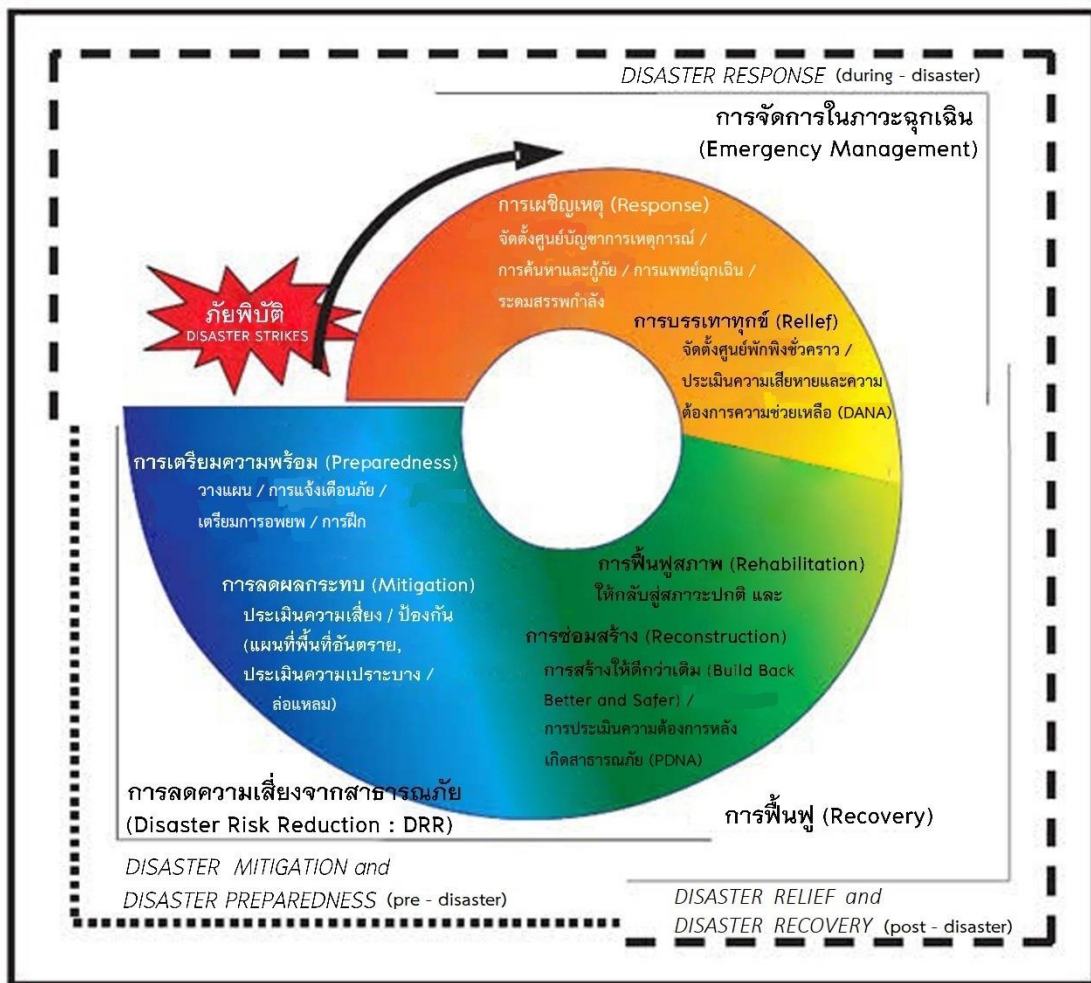 DISASTER RESPONSE (during - disaster)
การจัดการในภาวะฉุกเฉิน
(Emergency Management)
การเผชิญเหตุ (Response)
จัดตั้งศูนย์บัญชาการเหตุการณ์ /
การค้นหาและกู้ภัย / การแพทย์ฉุกเฉิน /
ระดมสรรพกำลัง
ภัยพิบัติ
DISASTER STRIKES
การบรรเทาทุกข์ (Rellef)
จัดตั้งศูนย์พักพิงชั่วคราว /
ประเมินความเสียหายและความ
ต้องการความช่วยเหลือ (DANA)
การเตรียมความพร้อม (Preparedness)
วางแผน / การแจ้งเตือนภัย /
เตรียมการอพยพ / การฝึก
การลดผลกระทบ (Mitigation)
ประเมินความเสี่ยง / ป้องกัน
(แผนที่พื้นที่อันตราย,
ประเมินความเปราะบาง /
ล่อแหลม)
การฟื้นฟูสภาพ (Rehabilitation)
ให้กลับสู่สภาวะปกติ และ
การซ่อมสร้าง (Reconstruction)
การสร้างให้ดีกว่าเดิม (Build Back
Better and Safer) /
การประเมินความต้องการหลัง
เกิดสาธารณภัย (PDNA)
การลดความเสี่ยงจากสาธารณภัย
(Disaster Risk Reduction : DRR)
การฟื้นฟู (Recovery)
DISASTER MITIGATION and
DISASTER PREPAREDNESS (pre - disaster)
DISASTER RELIEF and
DISASTER RECOVERY (post - disaster)